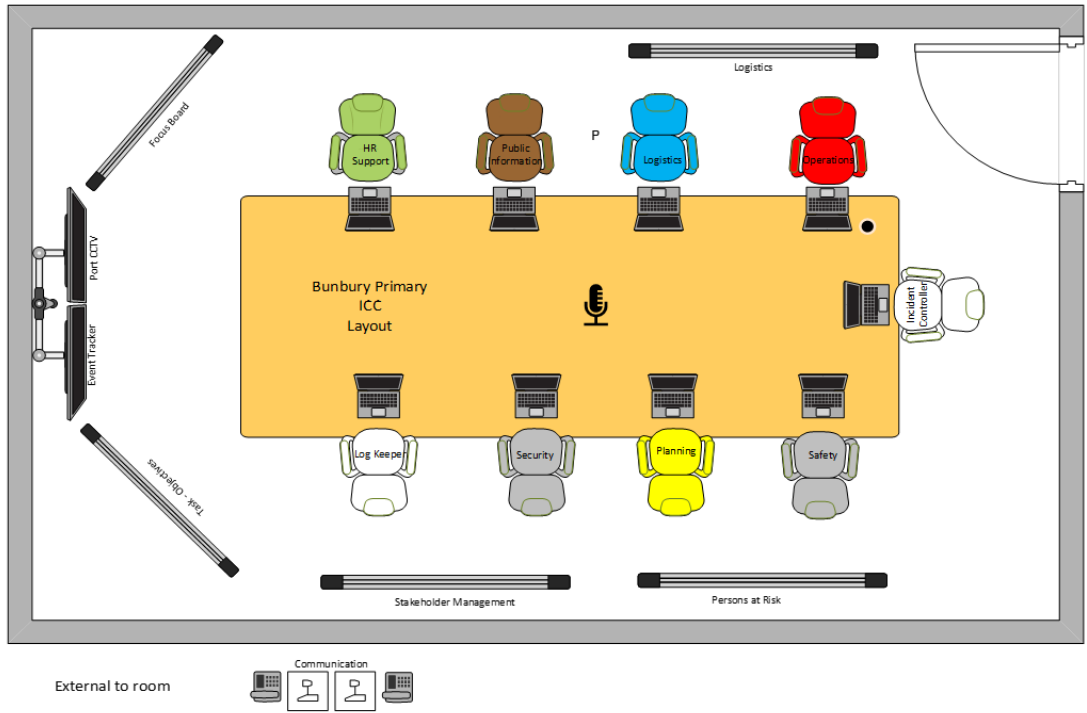 Logistics
Focus Board
HR
Support
Public
Information
P
Logistics
Operations
Port CCTV
Bunbury Primary
ICC
Layout
Incident
Controller
Event Tracker
Log Keeper
Security
Planning
Safety
Task - Objectives
Stakeholder Management
Persons at Risk
Communication
External to room